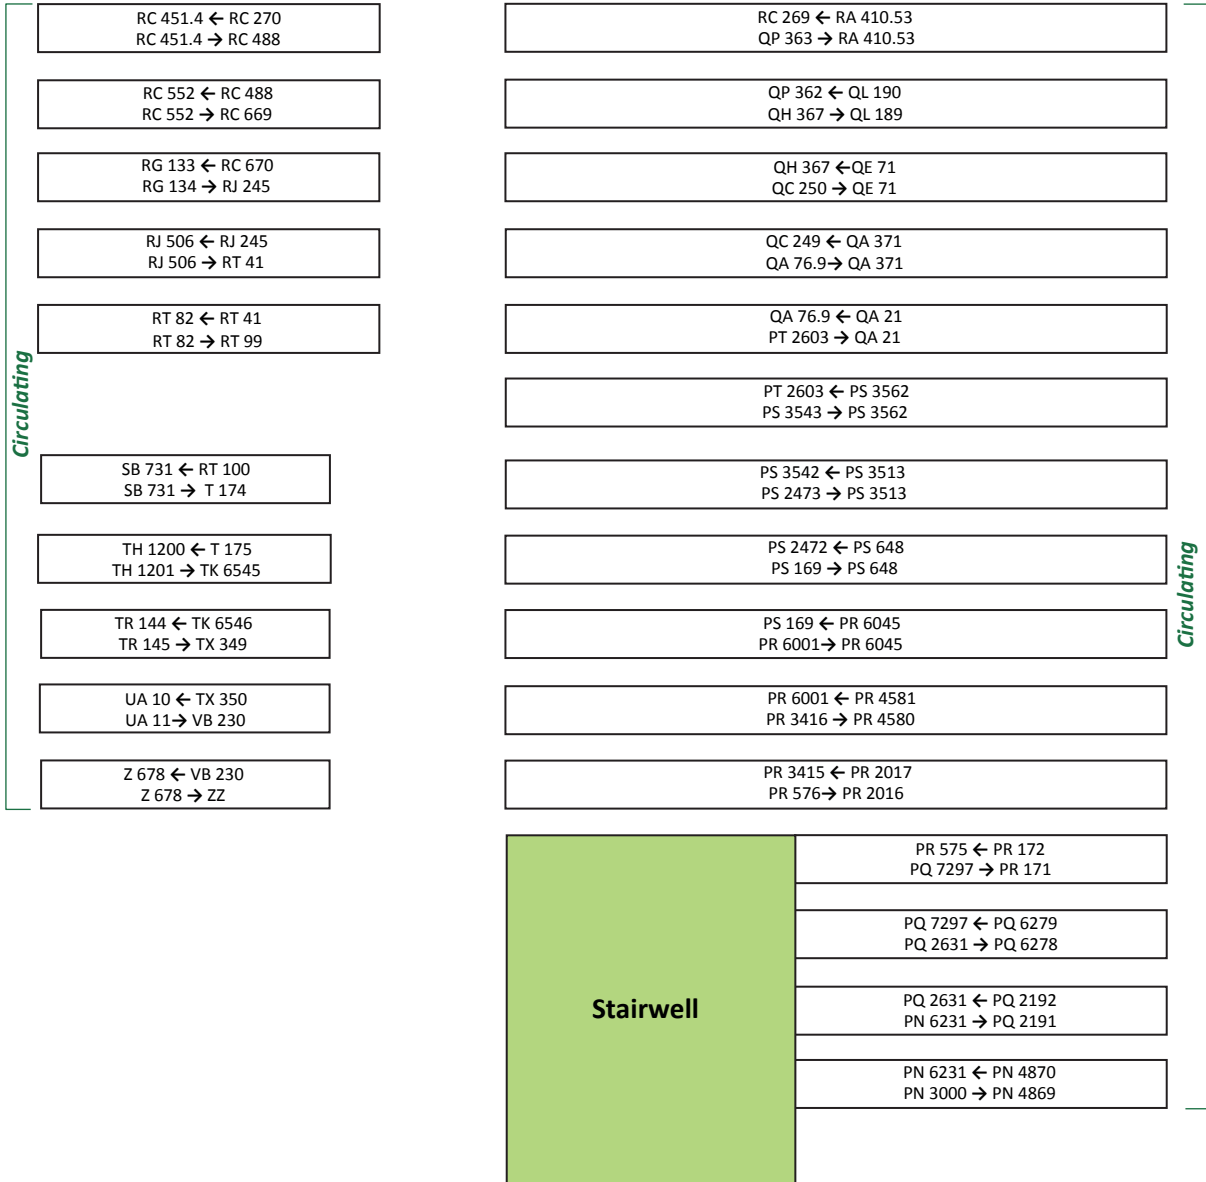 RC 451.4 ← RC 270
RC 451.4 → RC 488
RC 552 ← RC 488
RC 552 → RC 669
RG 133 ← RC 670
RG 134 → RJ 245
RJ 506 ← RJ 245
RJ 506 → RT 41
RT 82 ← RT 41
RT 82 → RT 99
Circulating
SB 731 ← RT 100
SB 731 → T 174
TH 1200 ← T 175
TH 1201 → TK 6545
TR 144 ← TK 6546
TR 145 → TX 349
UA 10 ← TX 350
UA 11→ VB 230
Z 678 ← VB 230
Z 678 → ZZ
RC 269 ← RA 410.53
QP 363 → RA 410.53
QP 362 ← QL 190
QH 367 → QL 189
QH 367 ←QE 71
QC 250 → QE 71
QC 249 ← QA 371
QA 76.9→ QA 371
QA 76.9 ← QA 21
PT 2603 → QA 21
PT 2603 ← PS 3562
PS 3543 → PS 3562
PS 3542 ← PS 3513
PS 2473 → PS 3513
PS 2472 ← PS 648
PS 169 → PS 648
PS 169 ← PR 6045
PR 6001→ PR 6045
PR 6001 ← PR 4581
PR 3416 → PR 4580
PR 3415 ← PR 2017
PR 576→ PR 2016
Circulating
PR 575 ← PR 172
PQ 7297 → PR 171
PQ 7297 ← PQ 6279
PQ 2631 → PQ 6278
PQ 2631 ← PQ 2192
PN 6231 → PQ 2191
PN 6231 ← PN 4870
PN 3000 → PN 4869
Stairwell